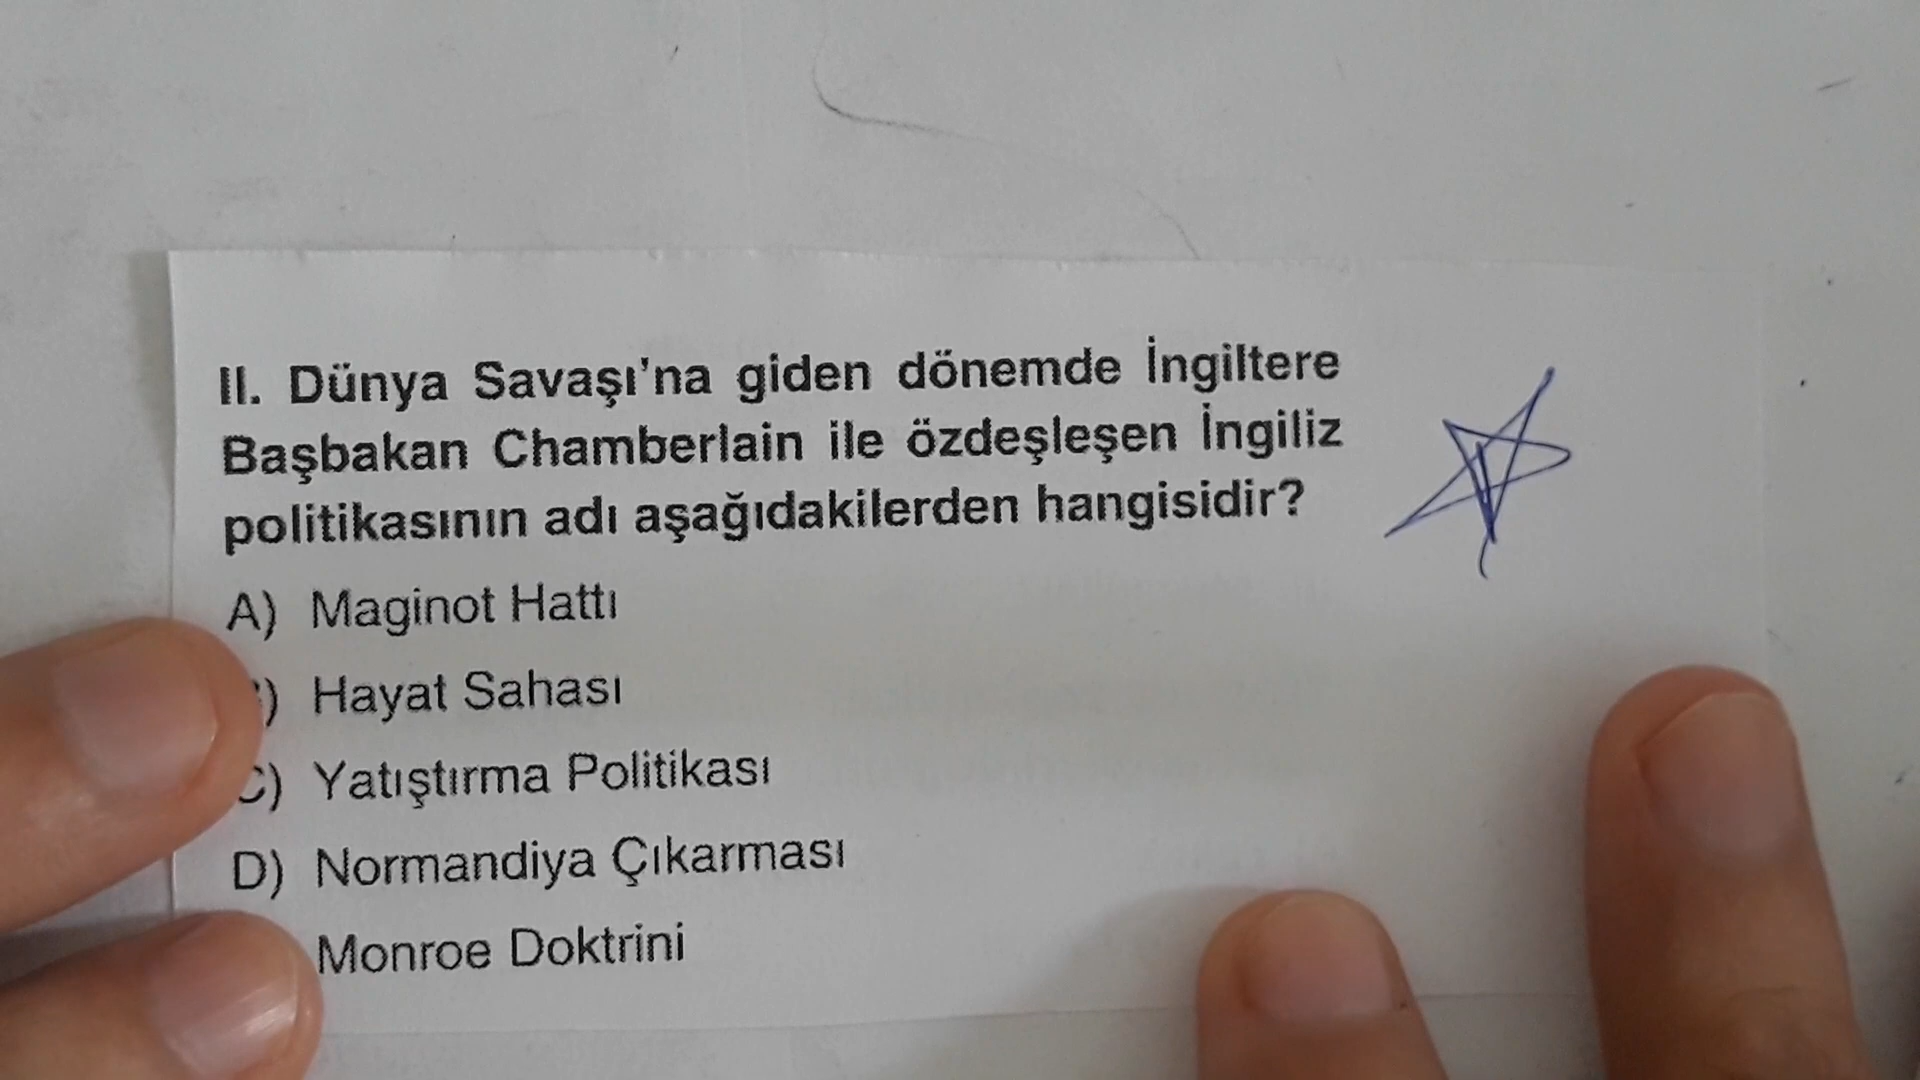 II. Dünya Savaşı'na giden dönemde İngiltere
Başbakan Chamberlain ile özdeşleşen İngiliz
politikasının adı aşağıdakilerden hangisidir?
A) Maginot Hattı
) Hayat Sahası
C) Yatıştırma Politikası
D) Normandiya Çıkarması
Monroe Doktrini